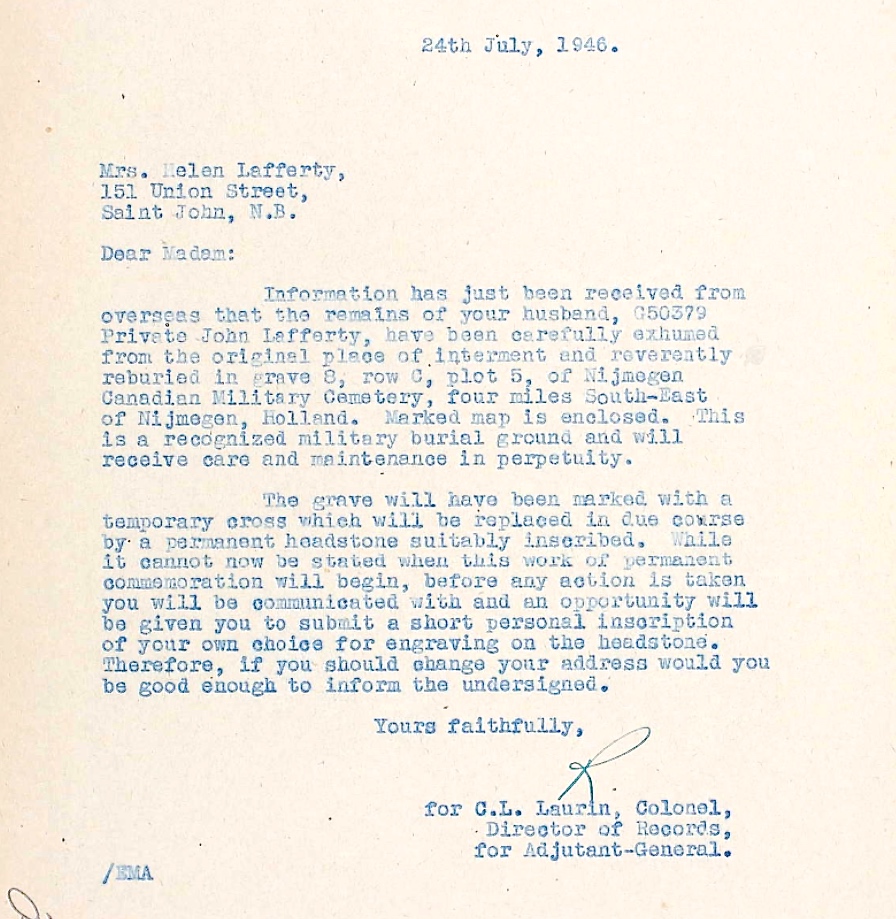 24th July, 1946.
Mrs. Helen Lafferty,
151 Union Street,
Saint John, N.B.
Dear Madam:
Information has just been received from
overseas that the remains of your husband, G50379
Private John Lafferty, have been carefully exhumed
from the original place of interment and reverently
reburied in grave 8, row C, plot 5, of Nijmegen
Canadian Military Cemetery, four miles South-East
of Nijmegen, Holland. Marked map is enclosed. This
is a recognized military burial ground and will
receive care and maintenance in perpetuity.
The grave will have been marked with a
temporary cross which will be replaced in due course
by a permanent headstone suitably inscribed. While
it cannot now be stated when this work of permanent
commemoration will begin, before any action is taken
you will be communicated with and an opportunity will
be given you to submit a short personal inscription
of your own choice for engraving on the headstone.
Therefore, if you should change your address would you
be good enough to inform the undersigned.
Yours faithfully,
for C.L. Laurin, Colonel,
Director of Records,
for Adjutant-General.
/EMA